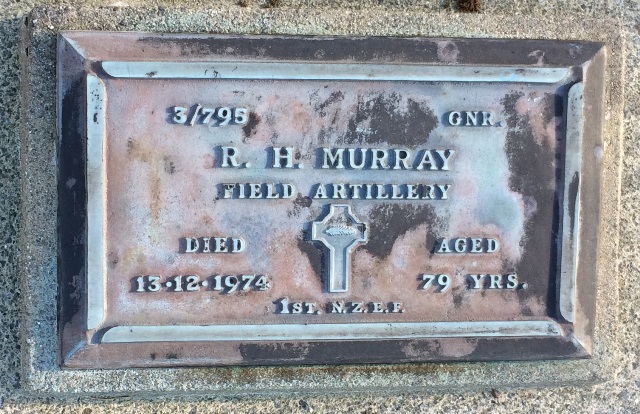 3/795 GNR.
R. H. MURRAY
FIELD ARTILLERY
DIED AGED
13·12·1974 79 YRS.
1ST. N.Z.E.F.